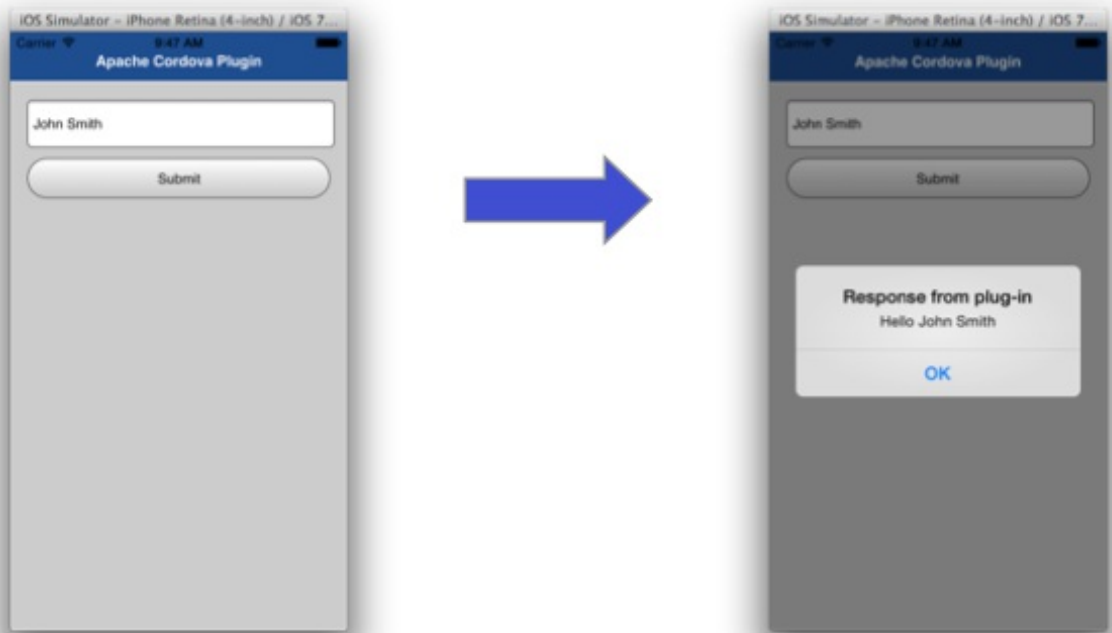 iOS Simulator - iPhone Retina (4-inch) / iOS 7...
Carrier 9:47 AM
Apache Cordova Plugin
John Smith
Submit
iOS Simulator - iPhone Retina (4-inch) / iOS 7...
Carrier 9:47 AM
Apache Cordova Plugin
John Smith
Submit
Response from plug-in
Hello John Smith
OK